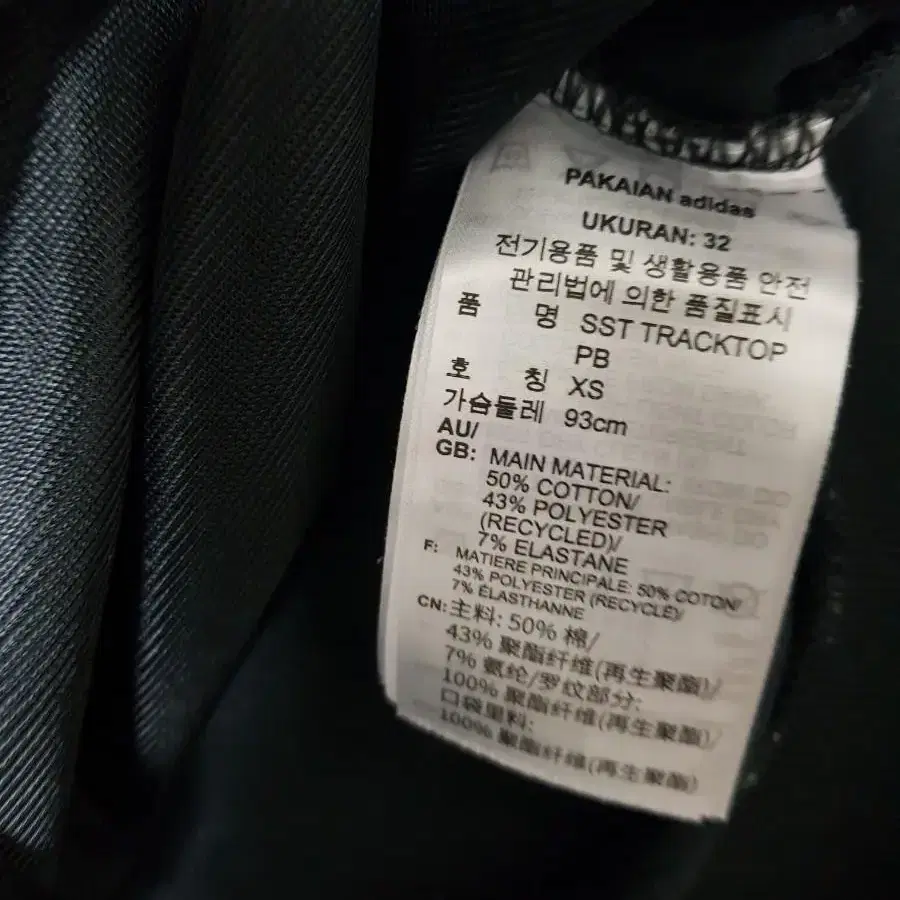 PAKAIAN adidas
UKURAN: 32
전기용품 및 생활용품 안전
관리법에 의한 품질표시
품 명 SST TRACKTOP
PB
호 칭 XS
가슴둘레 93cm
AU/
GB: MAIN MATERIAL:
50% COTTON/
43% POLYESTER
(RECYCLED)/
7% ELASTANE
F: MATIERE PRINCIPALE: 50% COTON/
43% POLYESTER (RECYCLÉ)/
7% ÉLASTHANNE
CN: 主料: 50% 棉/
43% 聚酯纤维(再生聚酯)/
7% 氨纶/罗纹部分:
100% 聚酯纤维(再生聚酯)/
口袋里料:
100% 聚酯纤维(再生聚酯)